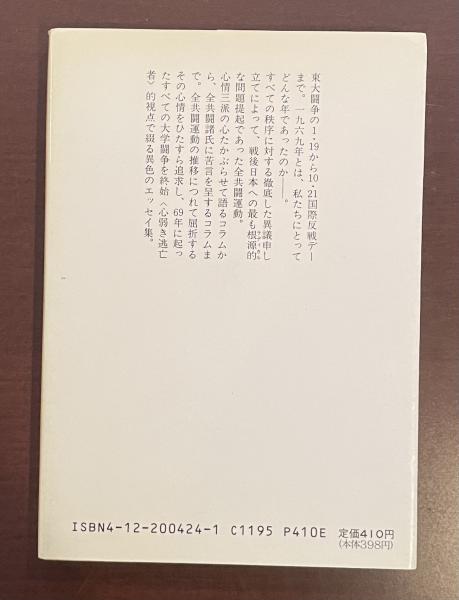 東大闘争の1・19から10・21国際反戦デー
まで。一九六九年とは、私たちにとって
どんな年であったのか──。
すべての秩序に対する徹底した異議申し
立てによって、戦後日本への最も根源的
な問題提起であった全共闘運動。
心情三派の心たかぶらせて語るコラムか
ら、全共闘諸氏に苦言を呈するコラムま
で。全共闘運動の推移につれて屈折する
その心情をひたすら追求し、69年に起っ
たすべての大学闘争を終始〈心弱き逃亡
者〉的視点で綴る異色のエッセイ集。
ISBN4-12-200424-1 C1195 P410E 定価410円
(本体398円)